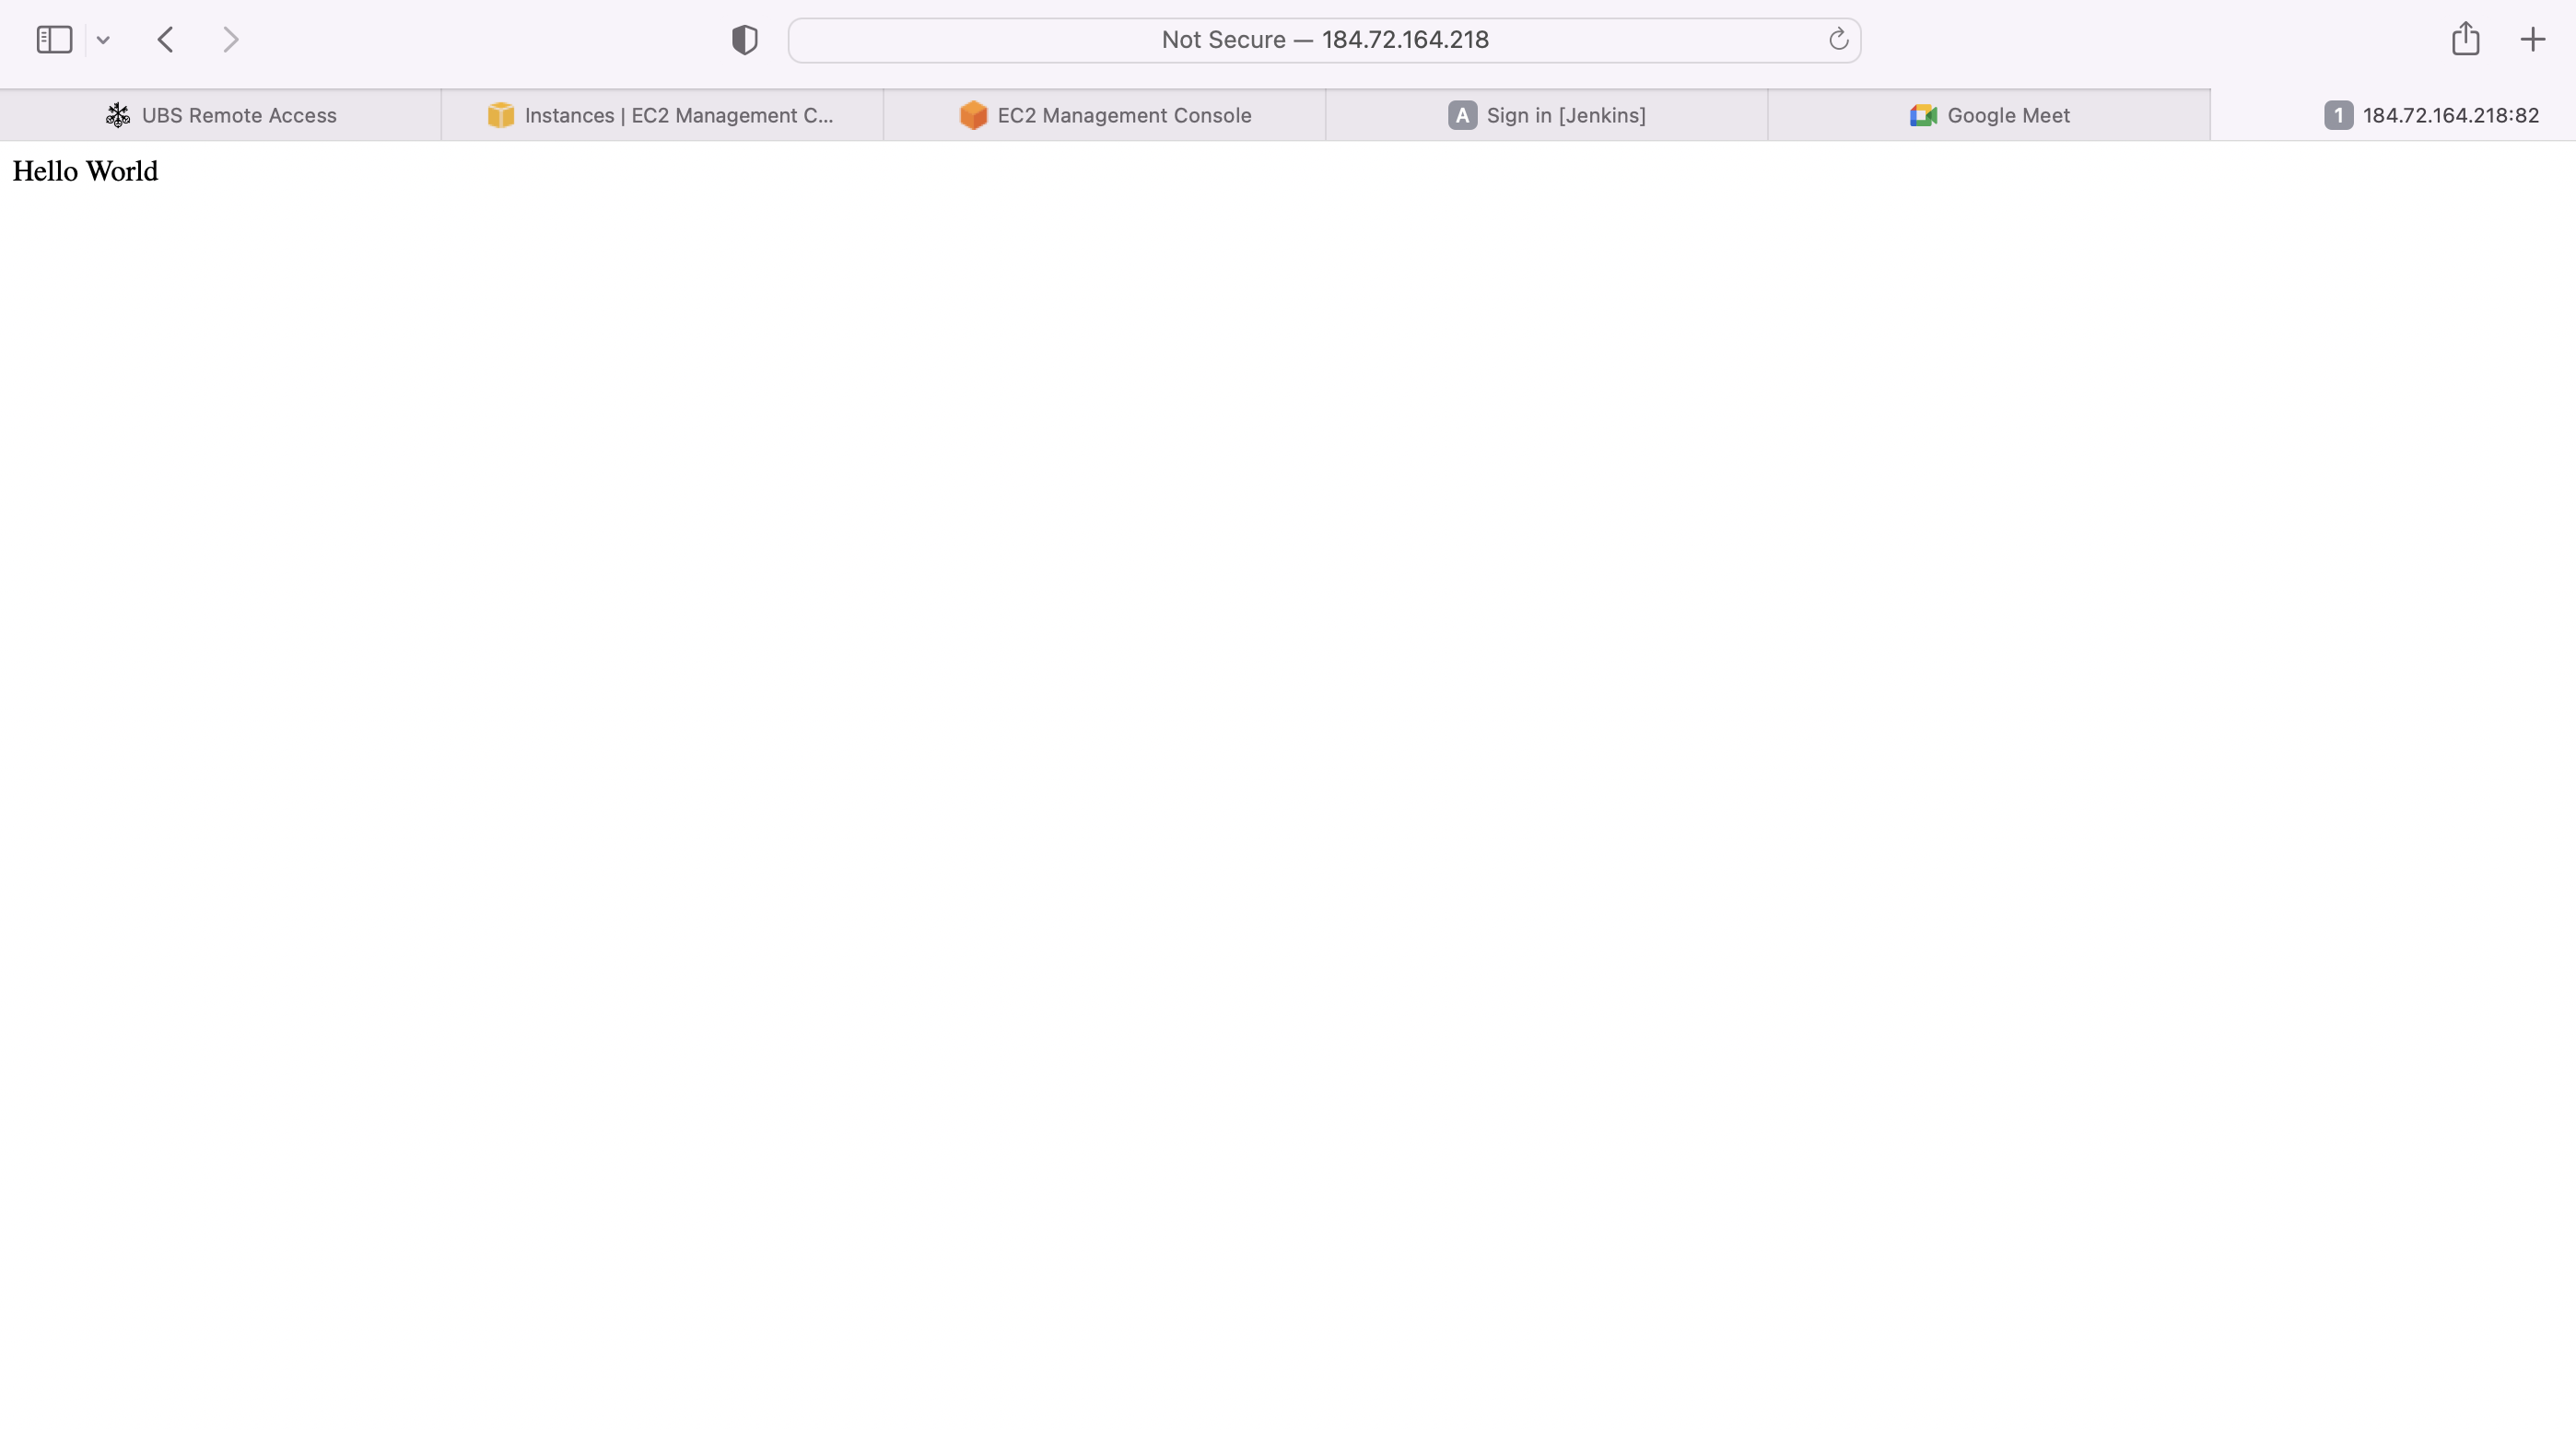 Not Secure — 184.72.164.218
UBS Remote Access
Instances | EC2 Management C...
EC2 Management Console
A Sign in [Jenkins]
Google Meet
1 184.72.164.218:82
Hello World